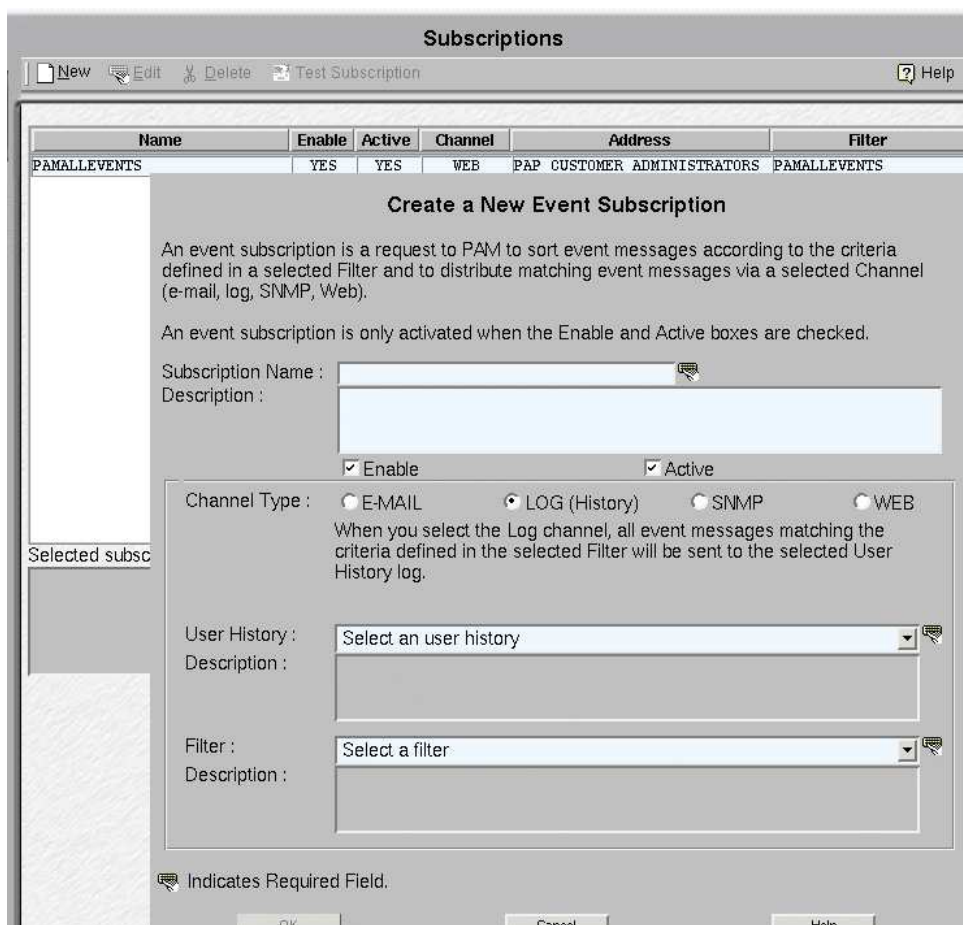 Subscriptions
New Edit Delete Test Subscription Help
Name Enable Active Channel Address Filter
PAMALLEVENTS YES YES WEB PAP CUSTOMER ADMINISTRATORS PAMALLEVENTS
Create a New Event Subscription
An event subscription is a request to PAM to sort event messages according to the criteria
defined in a selected Filter and to distribute matching event messages via a selected Channel
(e-mail, log, SNMP, Web).
An event subscription is only activated when the Enable and Active boxes are checked.
Subscription Name :
Description :
Enable Active
Channel Type : E-MAIL LOG (History) SNMP WEB
When you select the Log channel, all event messages matching the
criteria defined in the selected Filter will be sent to the selected User
History log.
Selected subsc
User History : Select an user history
Description :
Filter : Select a filter
Description :
Indicates Required Field.
OK Cancel Help